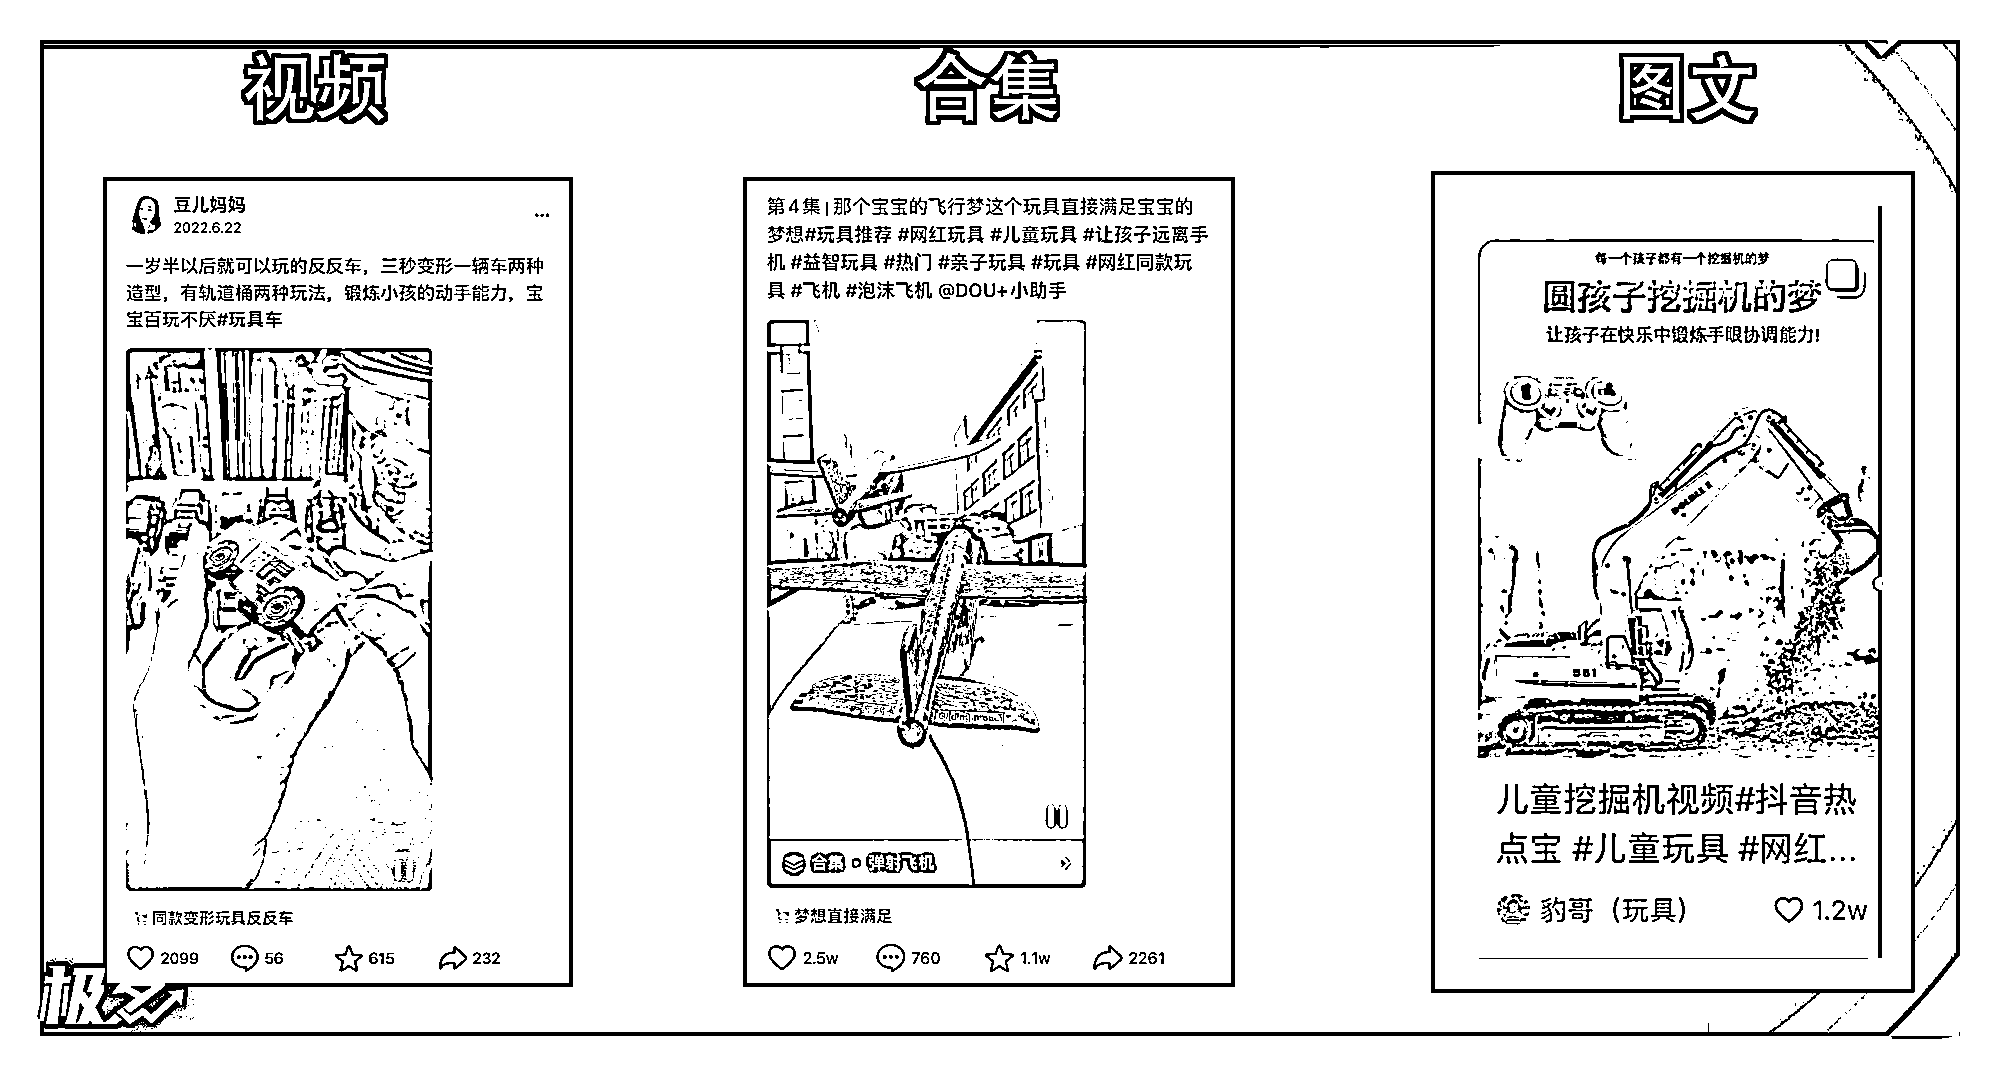 视频
合集
图文
豆儿妈妈
2022.6.22
一岁半以后就可以玩的反反车，三秒变形一辆车两种
造型，有轨道桶两种玩法，锻炼小孩的动手能力，宝
宝百玩不厌#玩具车
同款变形玩具反反车
2099 56 615 232
第4集 | 那个宝宝的飞行梦这个玩具直接满足宝宝的
梦想#玩具推荐 #网红玩具 #儿童玩具 #让孩子远离手
机 #益智玩具 #热门 #亲子玩具 #玩具 #网红同款玩
具 #飞机 #泡沫飞机 @DOU+小助手
合集 · 弹射飞机
梦想直接满足
2.5w 760 1.1w 2261
每一个孩子都有一个挖掘机的梦
圆孩子挖掘机的梦
让孩子在快乐中锻炼手眼协调能力!
DOUBLE E
551
儿童挖掘机视频#抖音热
点宝 #儿童玩具 #网红...
豹哥（玩具） 1.2w